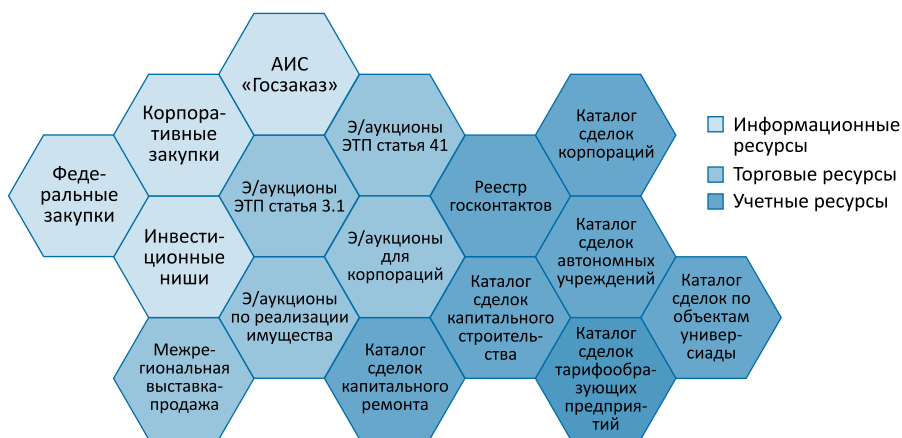 АИС
«Госзаказ»
Корпора-
тивные
закупки
Феде-
ральные
закупки
Инвести-
ционные
ниши
Э/аукционы
ЭТП статья 41
Э/аукционы
ЭТП статья 3.1
Э/аукционы
для
корпораций
Э/аукционы
по реализации
имущества
Межре-
гиональная
выставка-
продажа
Каталог
сделок
корпораций
Реестр
госконтактов
Каталог
сделок
автономных
учреждений
Каталог
сделок
капитального
строитель-
ства
Каталог
сделок по
объектам
универ-
сиады
Каталог
сделок
капитального
ремонта
Каталог
сделок
тарифообра-
зующих
предприя-
тий
Информационные
ресурсы
Торговые ресурсы
Учетные ресурсы